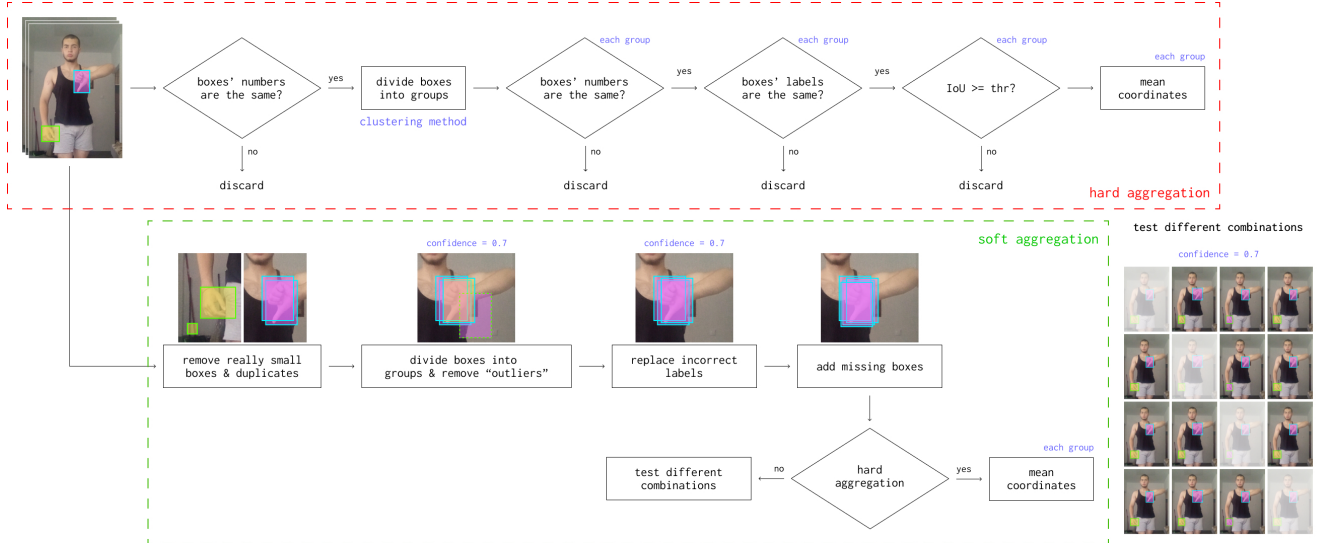 each group
each group
each group
each group
boxes’ numbers
are the same?
yes
divide boxes
into groups
clustering method
boxes’ numbers
are the same?
yes
boxes’ labels
are the same?
yes
IoU >= thr?
mean
coordinates
no
no
no
no
discard
discard
discard
discard
hard aggregation
soft aggregation
confidence = 0.7
confidence = 0.7
remove really small
boxes & duplicates
divide boxes into
groups & remove “outliers”
replace incorrect
labels
add missing boxes
hard
aggregation
no
test different
combinations
yes
each group
mean
coordinates
test different combinations
confidence = 0.7